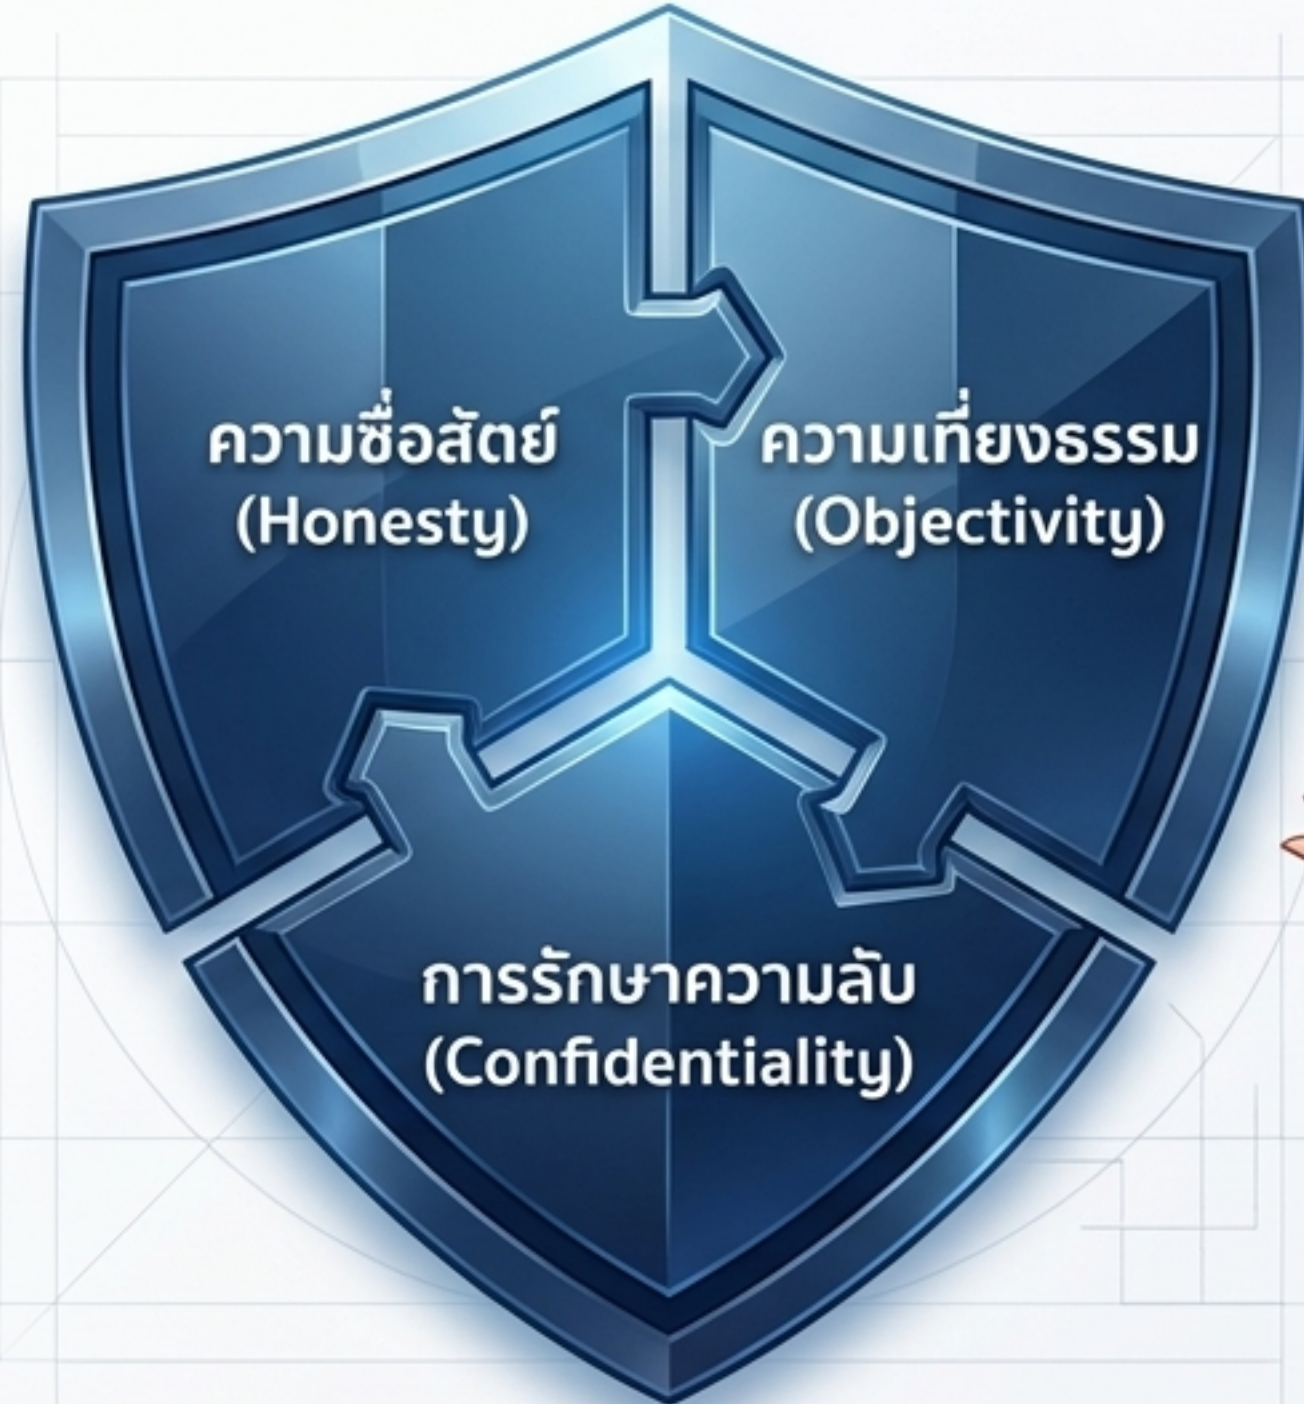 ความซื่อสัตย์
(Honesty)
ความเที่ยงธรรม
(Objectivity)
การรักษาความลับ
(Confidentiality)